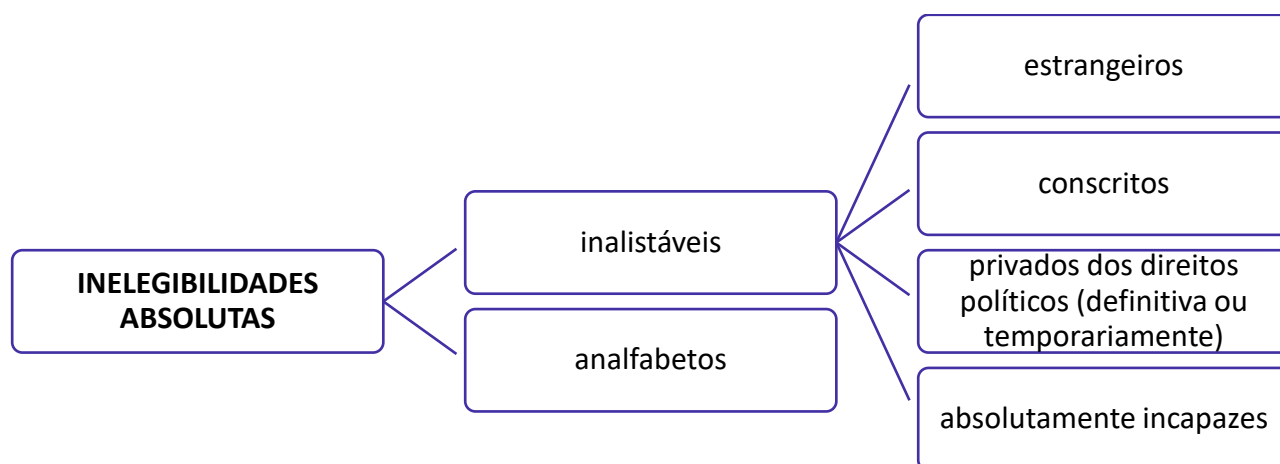 INELEGIBILIDADES
ABSOLUTAS
inalistáveis
analfabetos
estrangeiros
conscritos
privados dos direitos
políticos (definitiva ou
temporariamente)
absolutamente incapazes